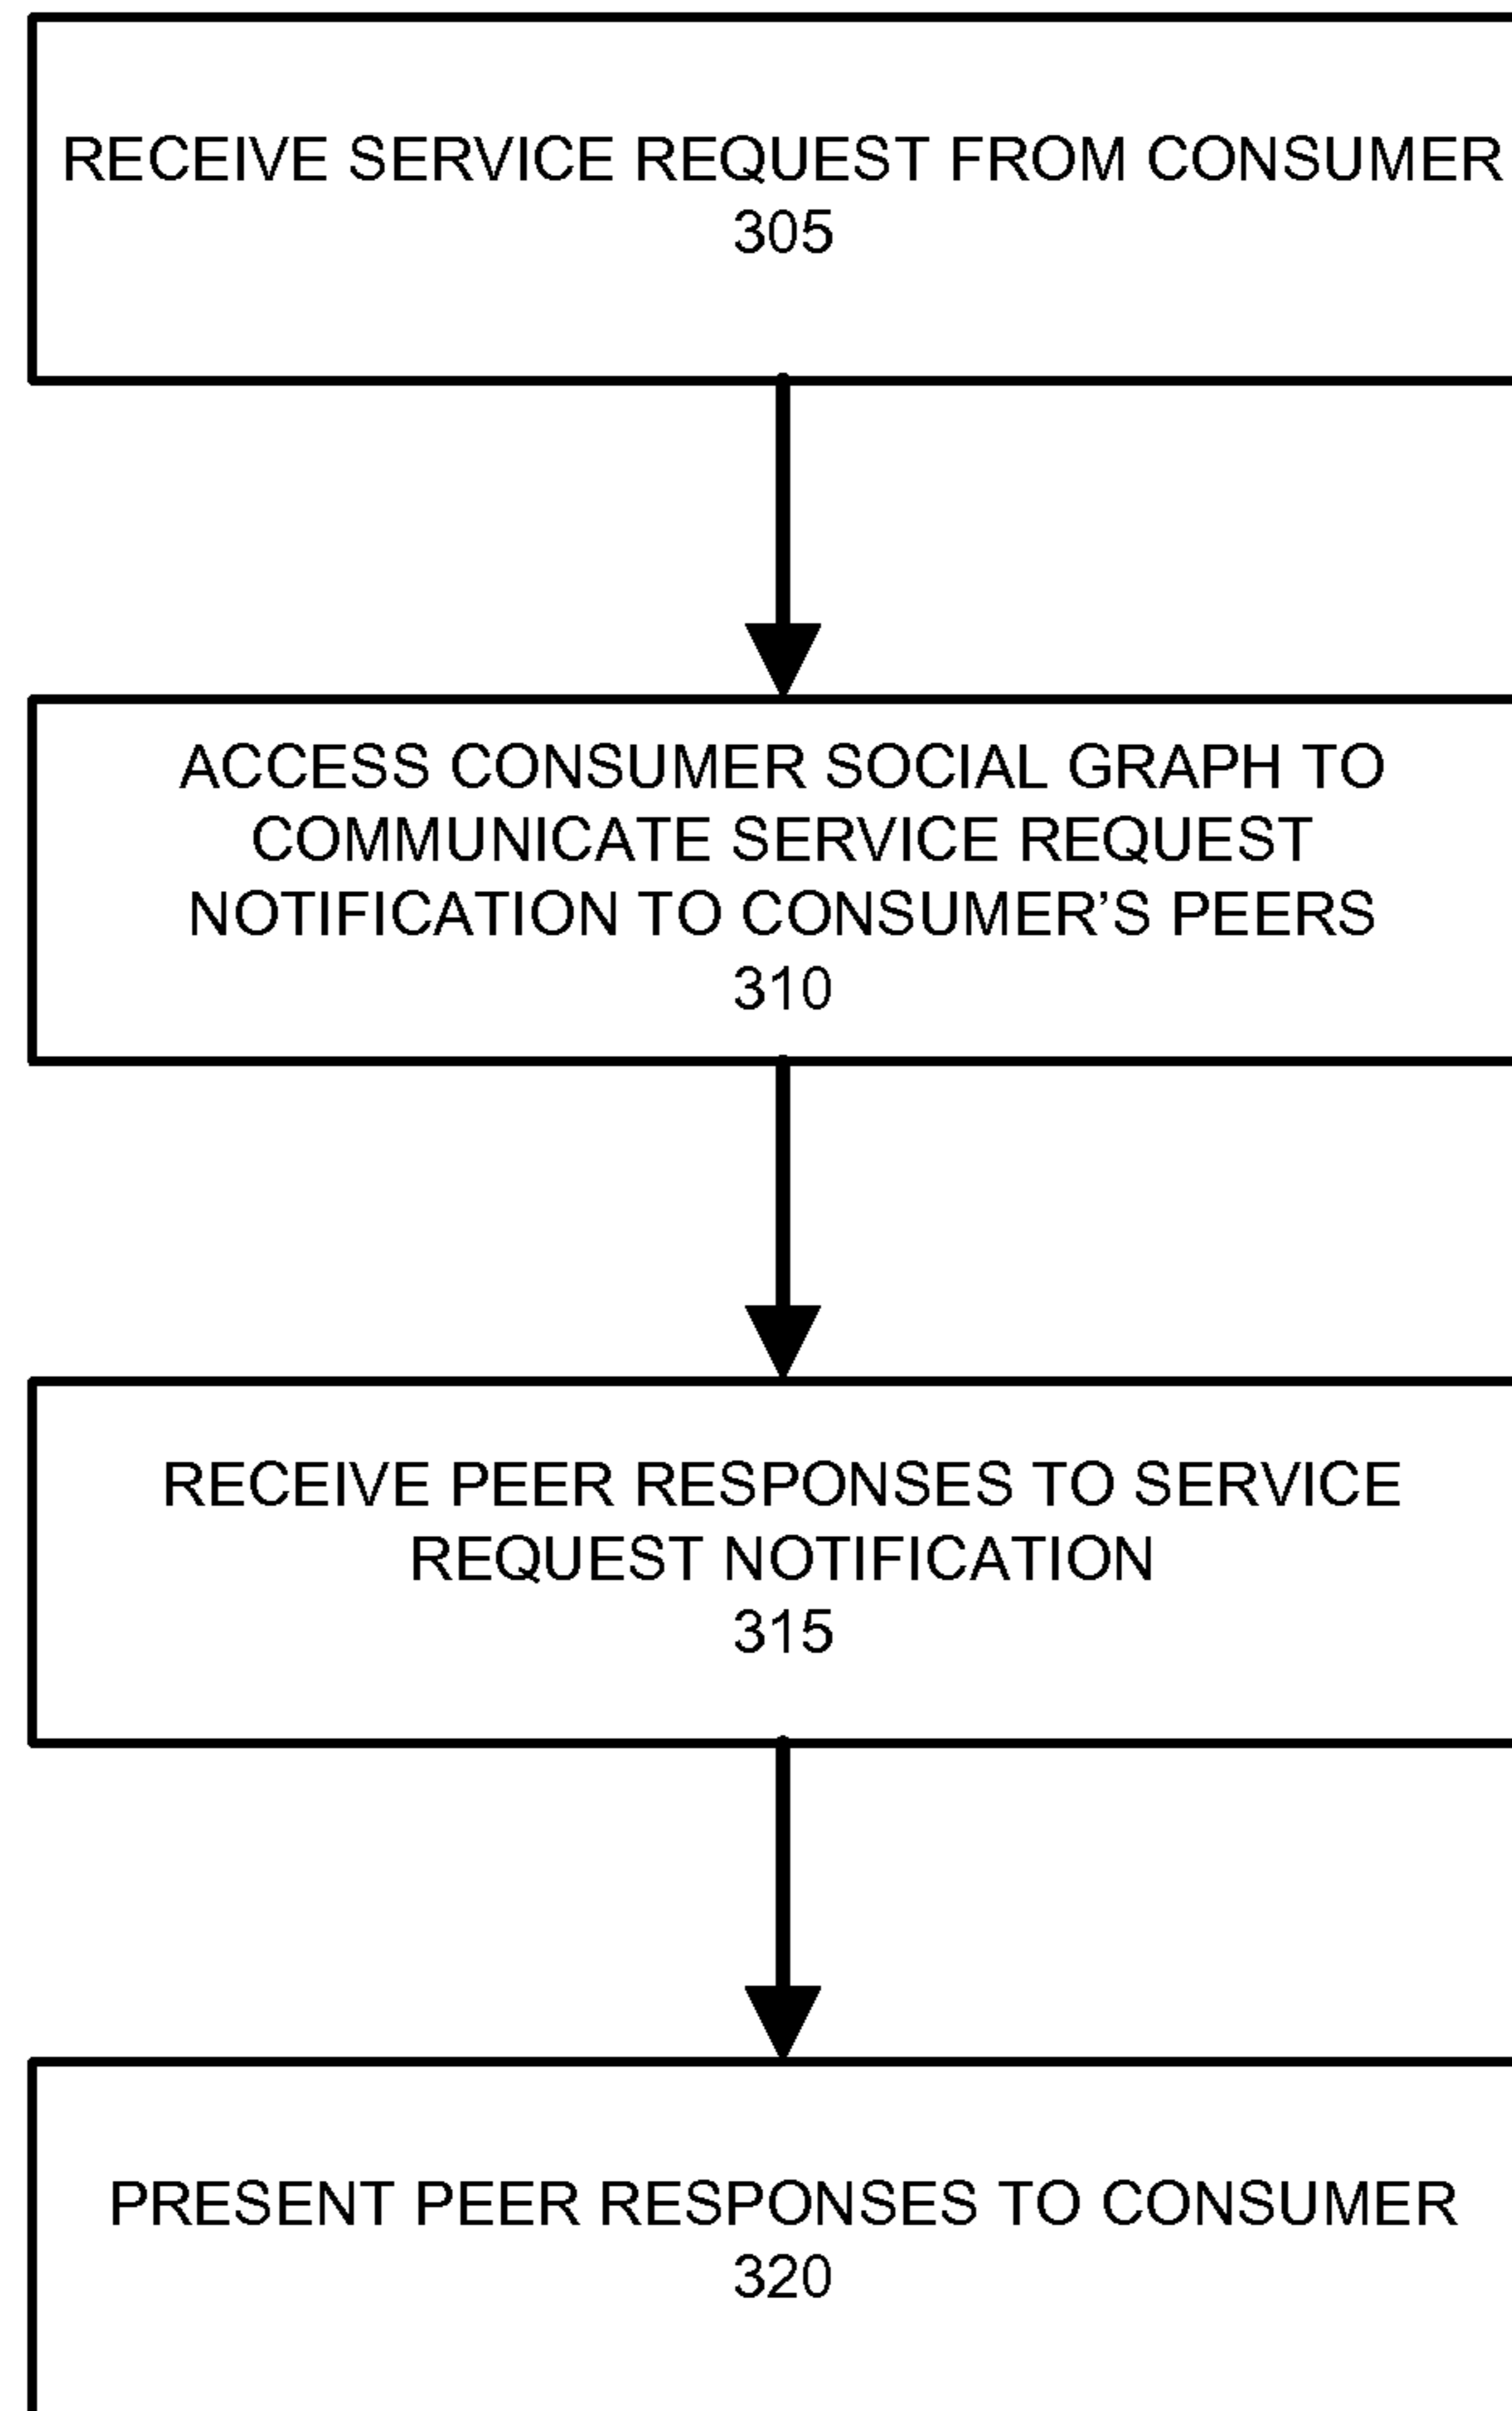 RECEIVE SERVICE REQUEST FROM CONSUMER
305
ACCESS CONSUMER SOCIAL GRAPH TO
COMMUNICATE SERVICE REQUEST
NOTIFICATION TO CONSUMER'S PEERS
310
RECEIVE PEER RESPONSES TO SERVICE
REQUEST NOTIFICATION
315
PRESENT PEER RESPONSES TO CONSUMER
320